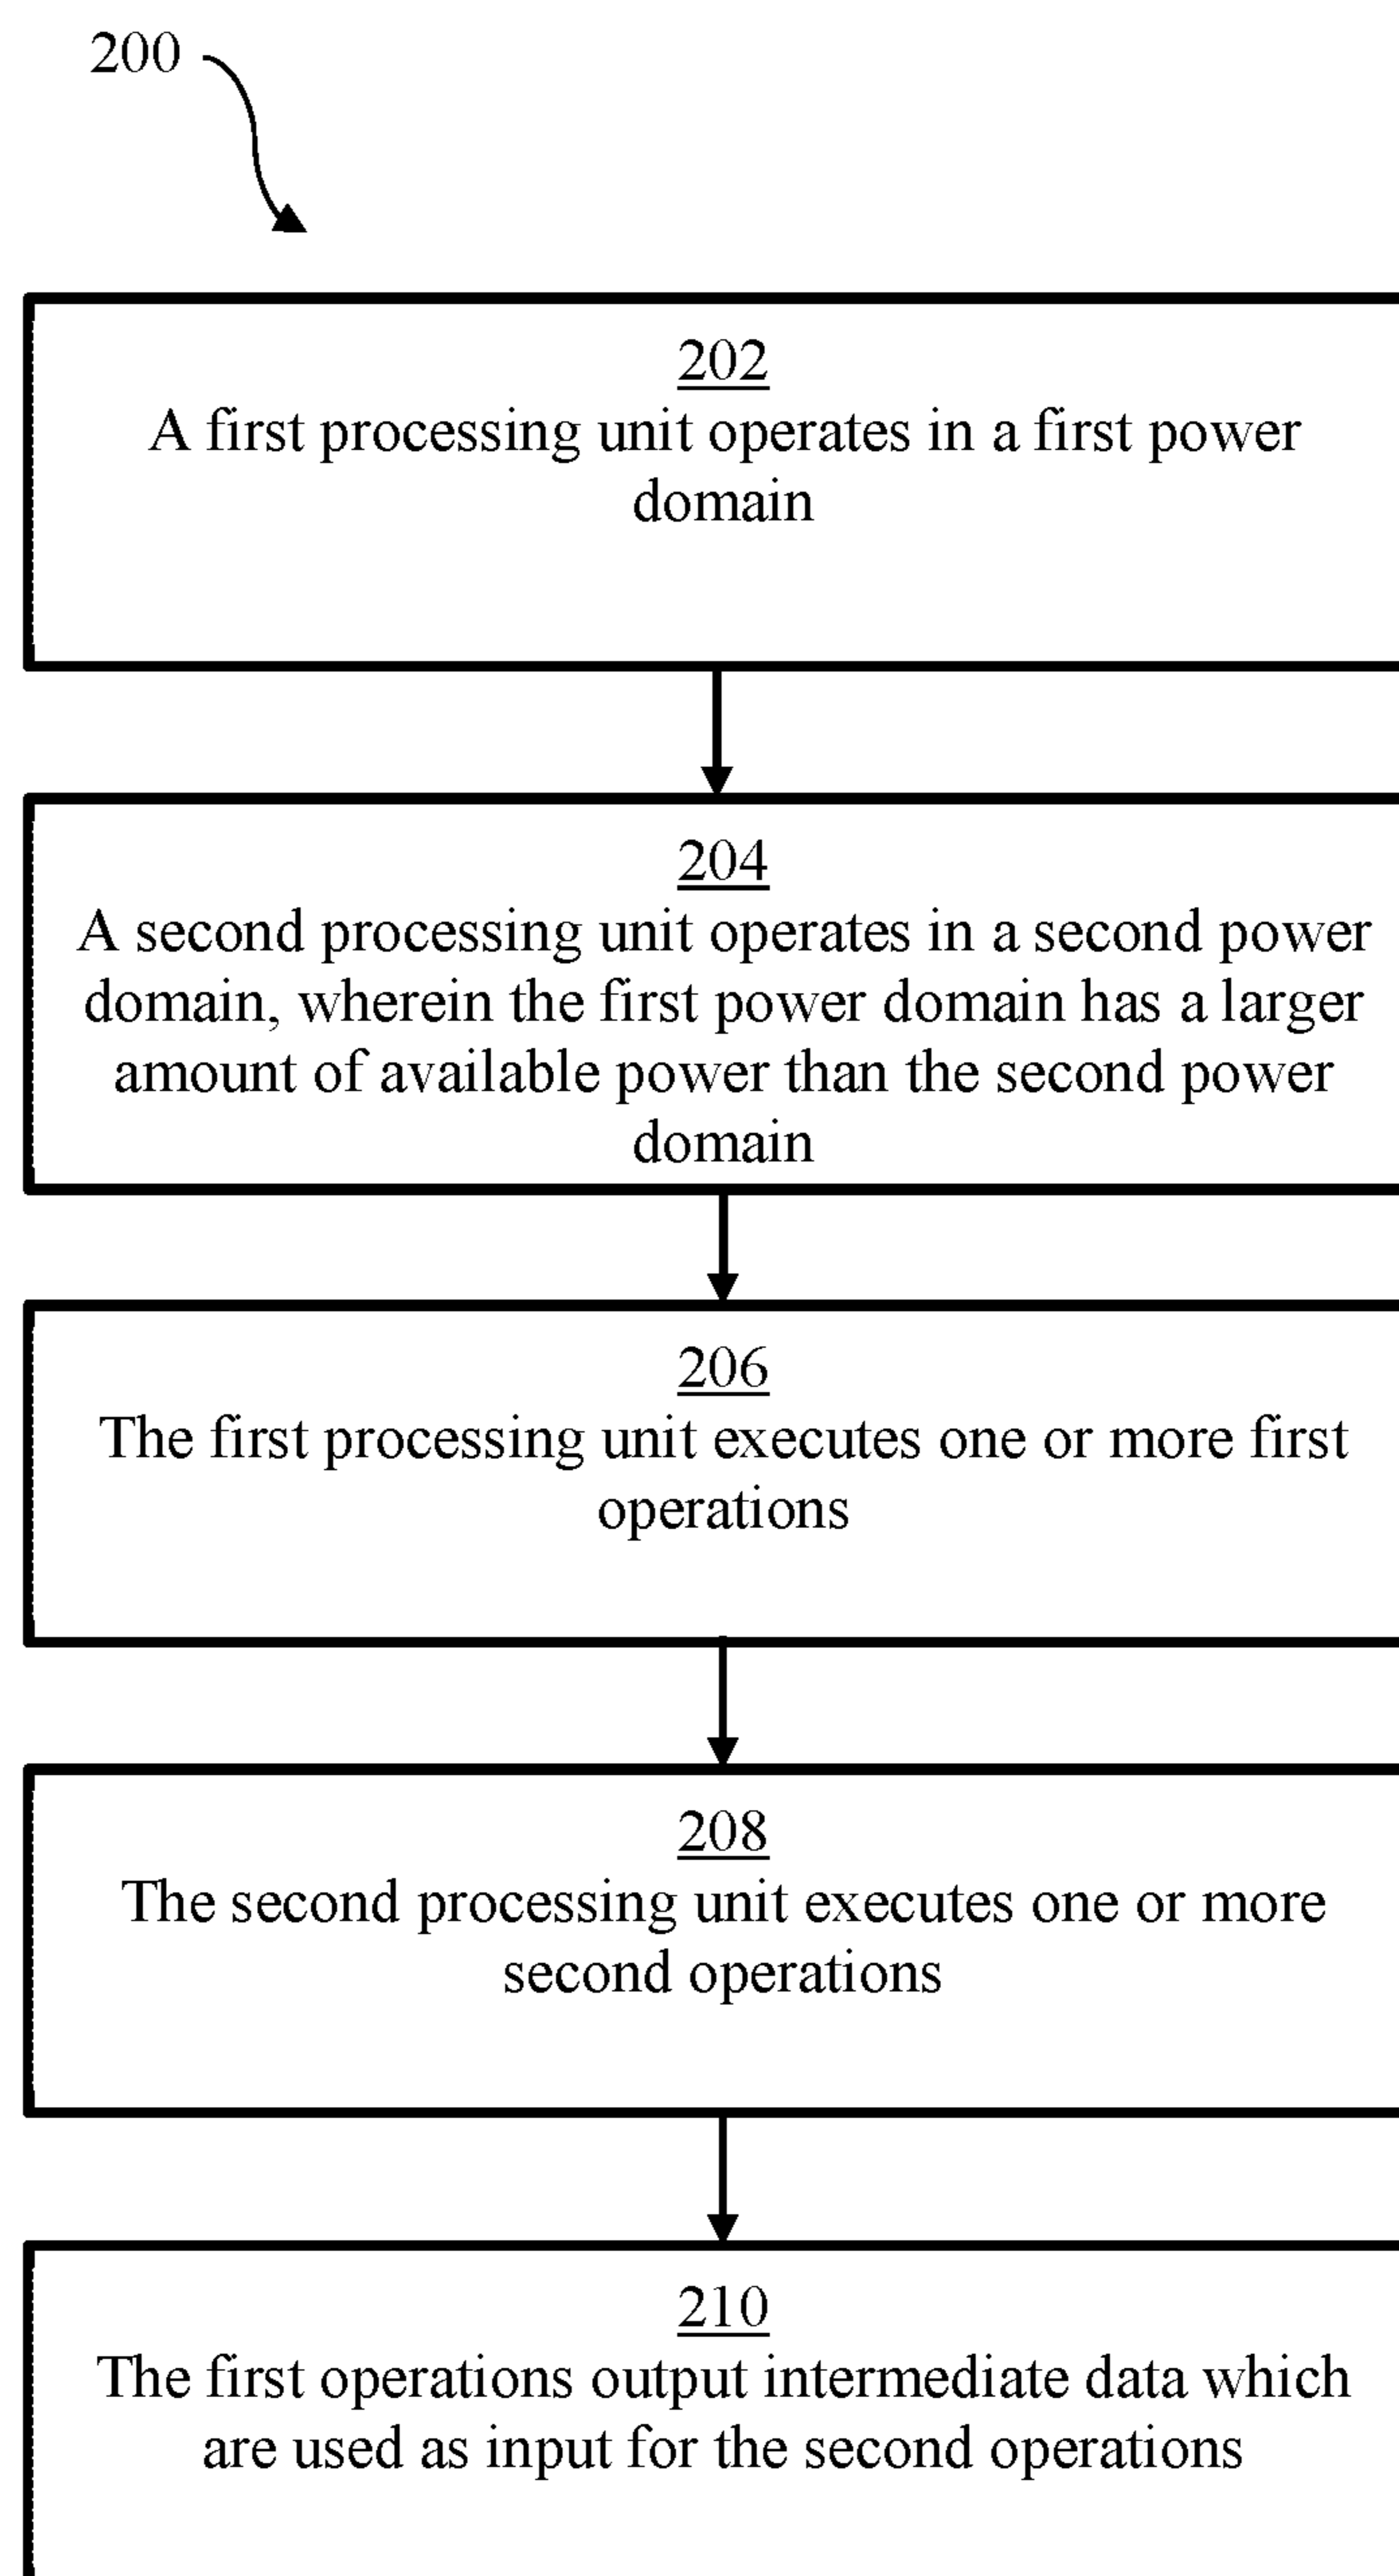 200
202
A first processing unit operates in a first power
domain
204
A second processing unit operates in a second power
domain, wherein the first power domain has a larger
amount of available power than the second power
domain
206
The first processing unit executes one or more first
operations
208
The second processing unit executes one or more
second operations
210
The first operations output intermediate data which
are used as input for the second operations